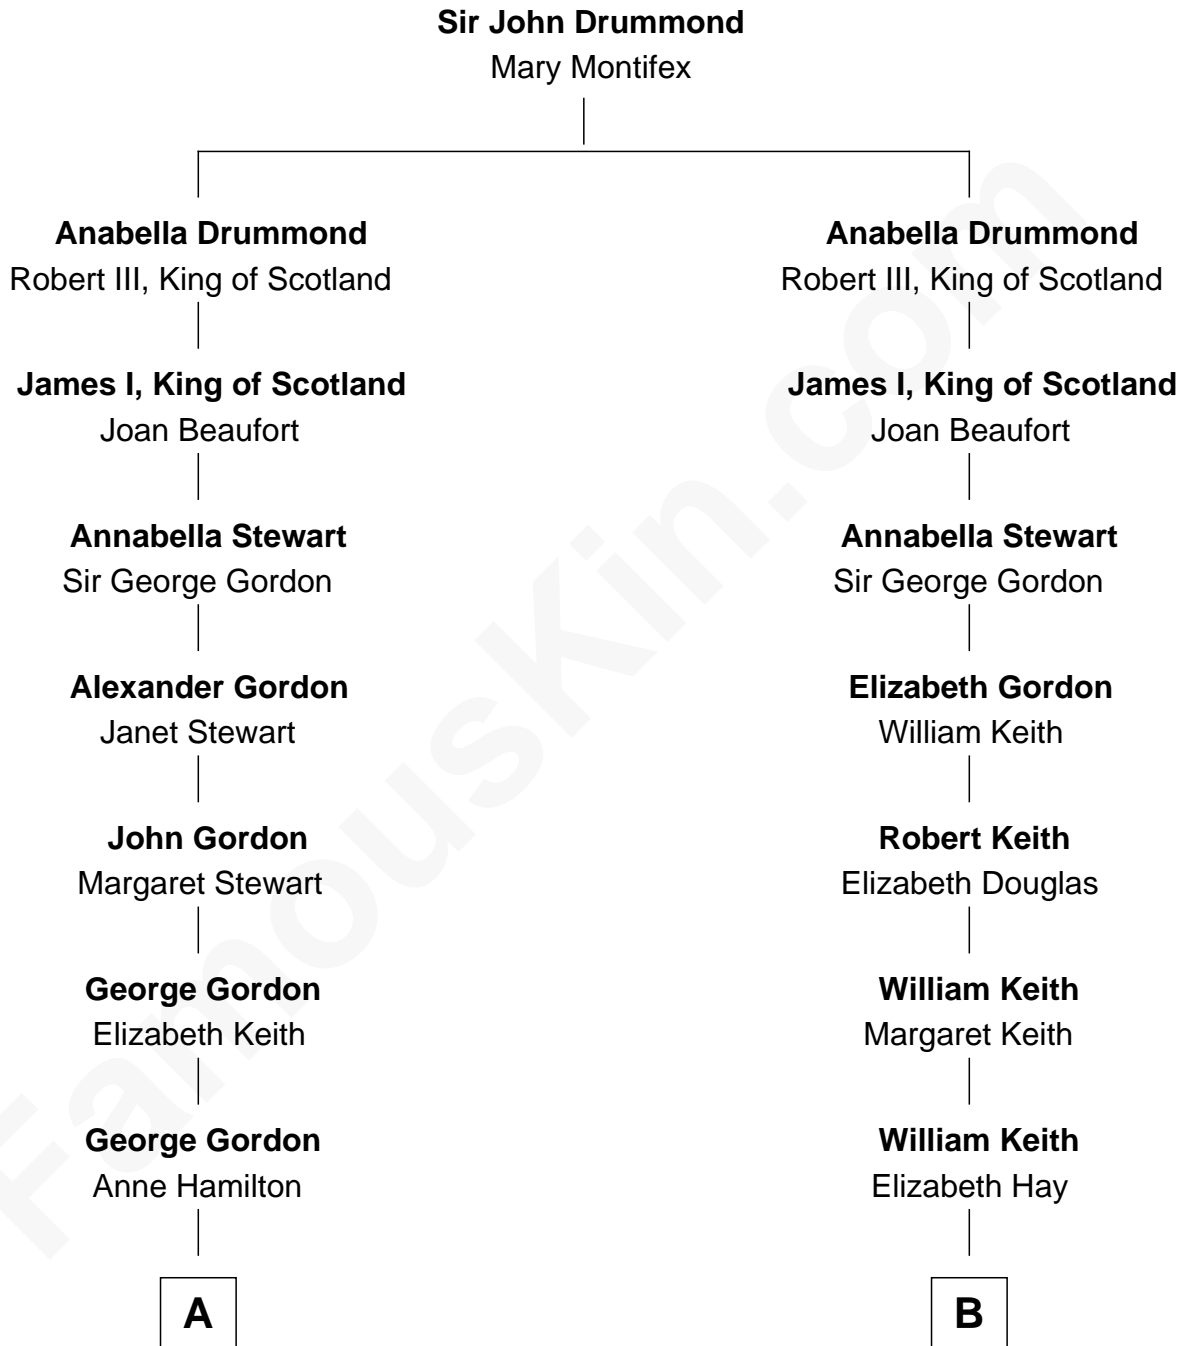 Sir John Drummond
Mary Montifex
Anabella Drummond
Robert III, King of Scotland
James I, King of Scotland
Joan Beaufort
Annabella Stewart
Sir George Gordon
Alexander Gordon
Janet Stewart
John Gordon
Margaret Stewart
George Gordon
Elizabeth Keith
George Gordon
Anne Hamilton
A
Anabella Drummond
Robert III, King of Scotland
James I, King of Scotland
Joan Beaufort
Annabella Stewart
Sir George Gordon
Elizabeth Gordon
William Keith
Robert Keith
Elizabeth Douglas
William Keith
Margaret Keith
William Keith
Elizabeth Hay
B
FamousKin.com